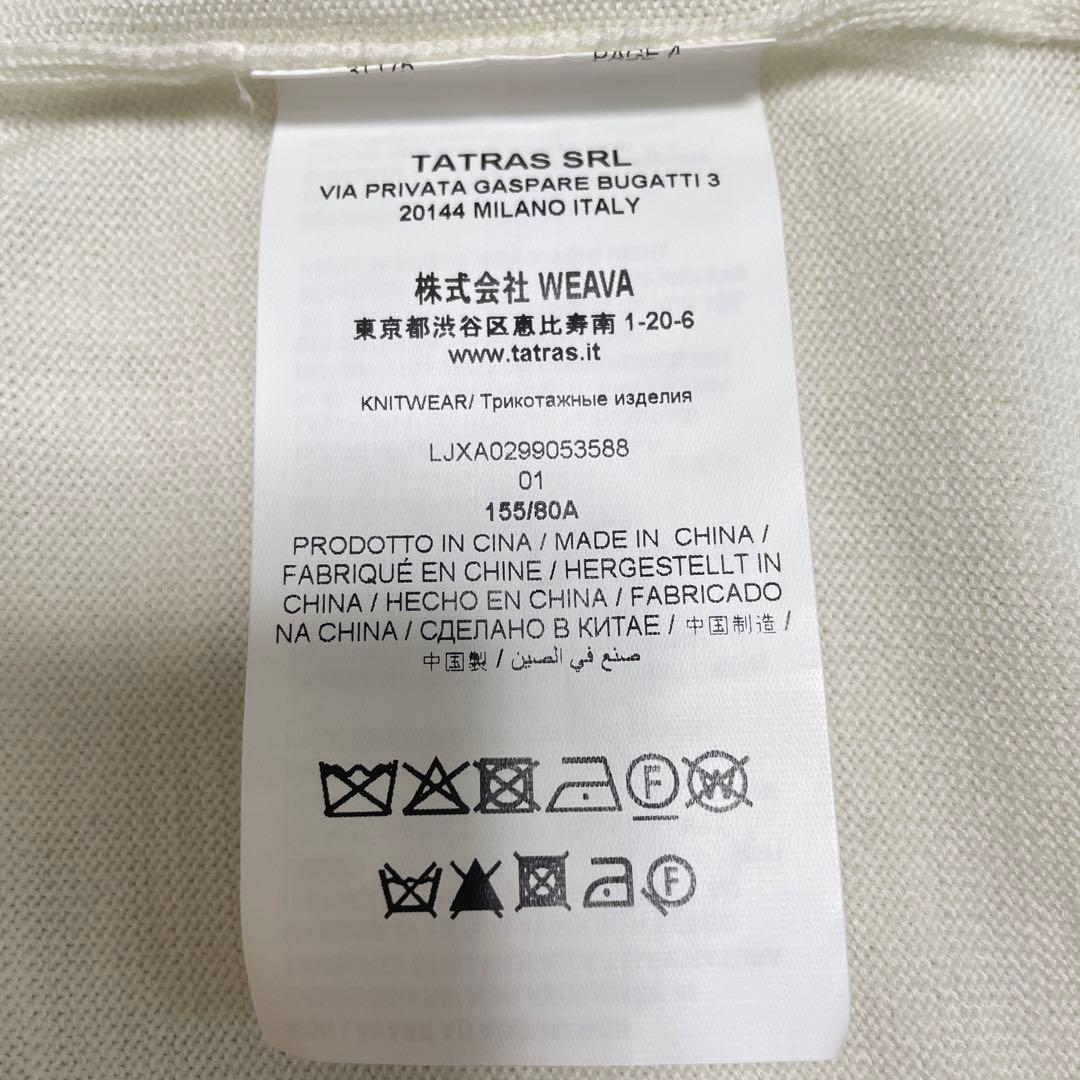 TATRAS SRL
VIA PRIVATA GASPARE BUGATTI 3
20144 MILANO ITALY
株式会社 WEAVA
東京都渋谷区恵比寿南 1-20-6
www.tatras.it
KNITWEAR/ Трикотажные изделия
LJXA0299053588
01
155/80A
PRODOTTO IN CINA / MADE IN CHINA /
FABRIQUÉ EN CHINE / HERGESTELLT IN
CHINA / HECHO EN CHINA / FABRICADO
NA CHINA / СДЕЛАНО В КИТАЕ / 中国制造 /
中国製 / صنع في الصين
F W
F